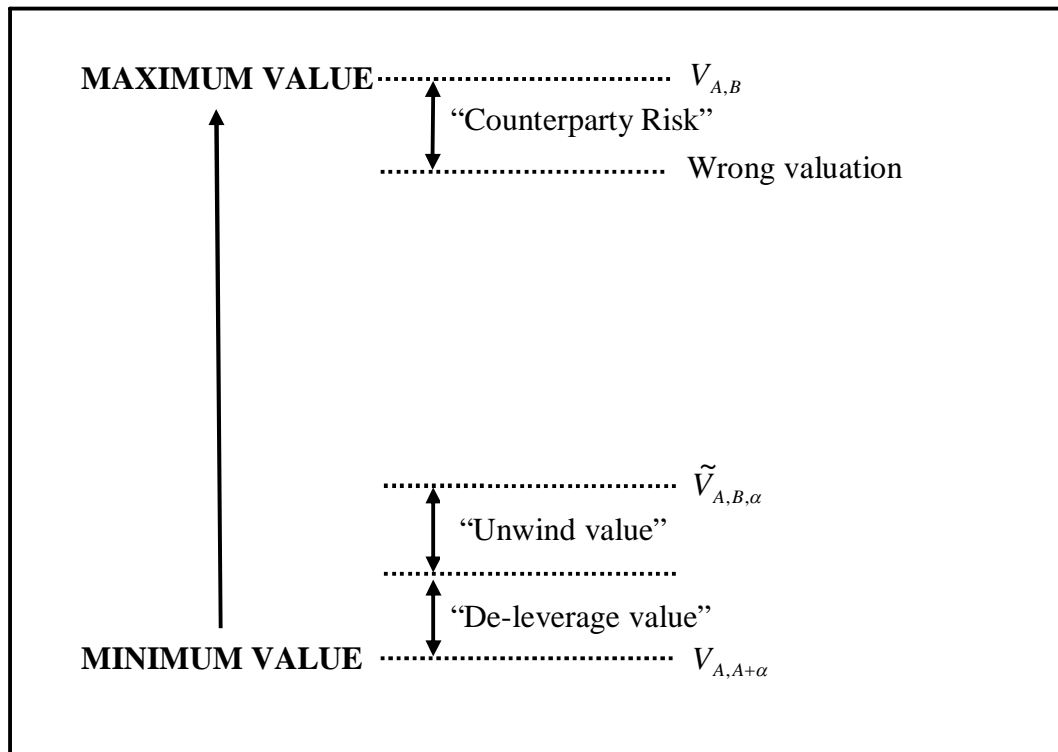 MAXIMUM VALUE V_{A,B}
“Counterparty Risk”
Wrong valuation
Ṽ_{A,B,α}
“Unwind value”
“De-leverage value”
MINIMUM VALUE V_{A,A+α}